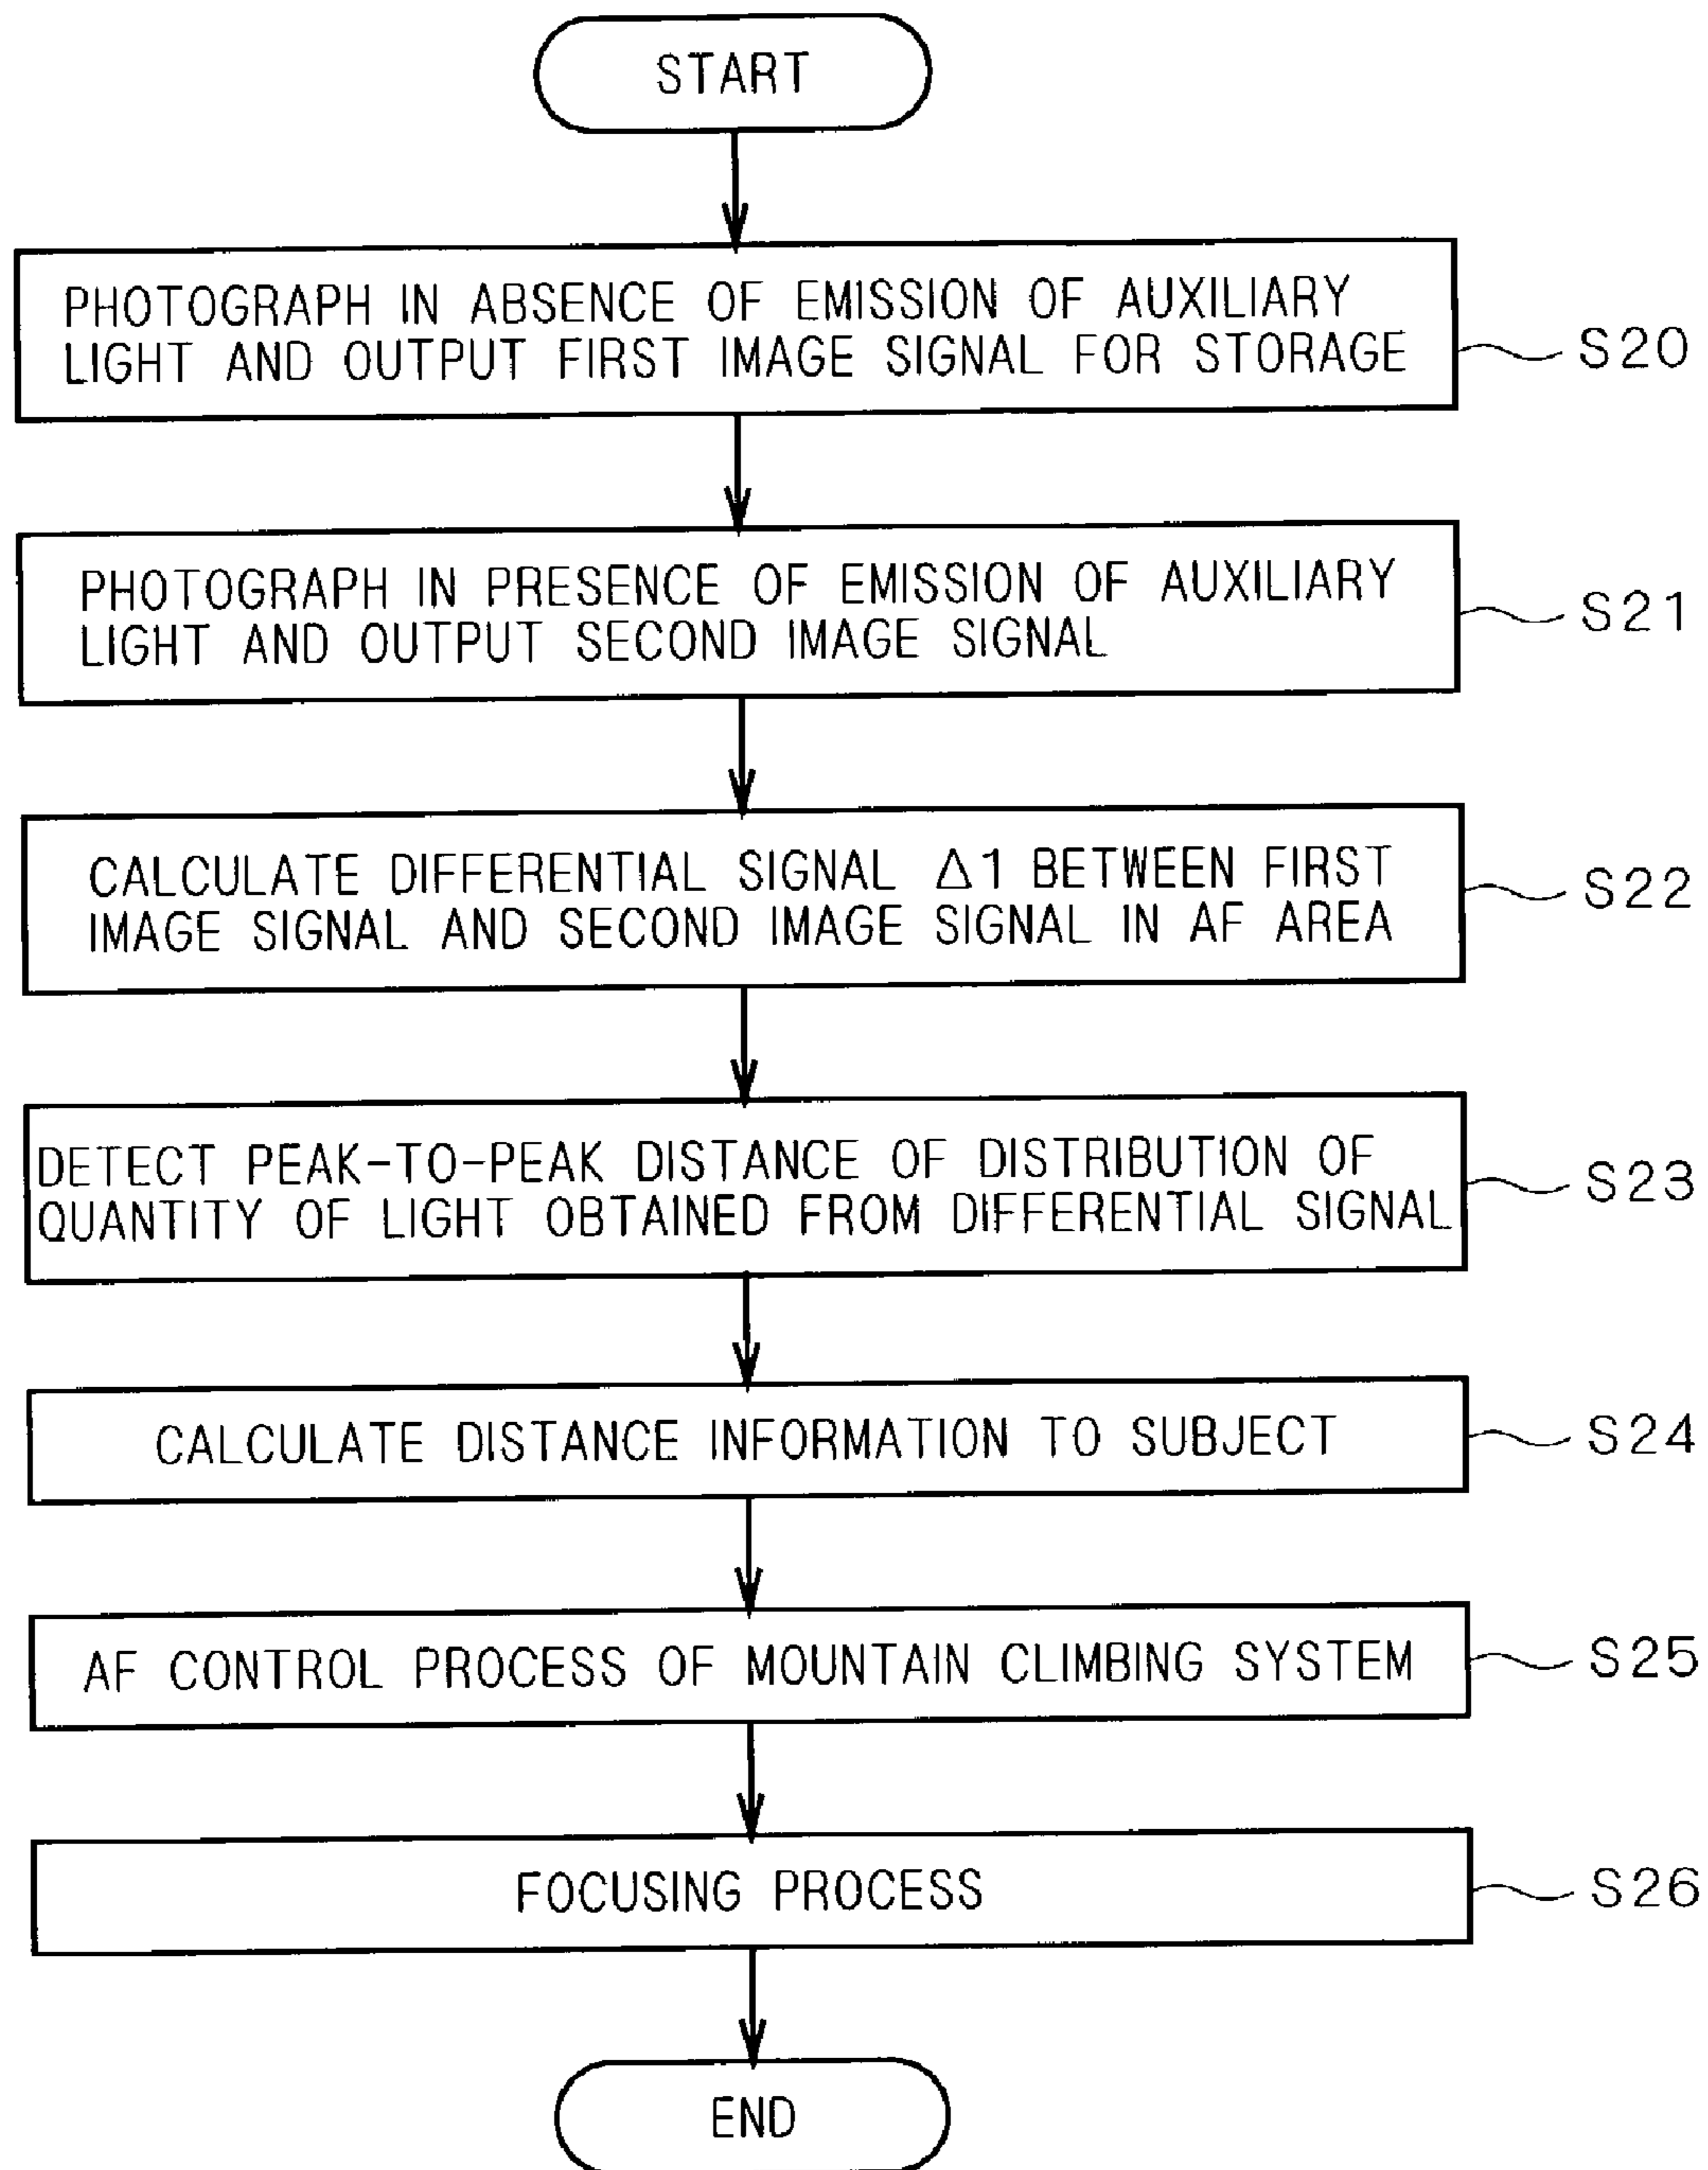 START
PHOTOGRAPH IN ABSENCE OF EMISSION OF AUXILIARY
LIGHT AND OUTPUT FIRST IMAGE SIGNAL FOR STORAGE
S20
PHOTOGRAPH IN PRESENCE OF EMISSION OF AUXILIARY
LIGHT AND OUTPUT SECOND IMAGE SIGNAL
S21
CALCULATE DIFFERENTIAL SIGNAL Δ1 BETWEEN FIRST
IMAGE SIGNAL AND SECOND IMAGE SIGNAL IN AF AREA
S22
DETECT PEAK-TO-PEAK DISTANCE OF DISTRIBUTION OF
QUANTITY OF LIGHT OBTAINED FROM DIFFERENTIAL SIGNAL
S23
CALCULATE DISTANCE INFORMATION TO SUBJECT
S24
AF CONTROL PROCESS OF MOUNTAIN CLIMBING SYSTEM
S25
FOCUSING PROCESS
S26
END